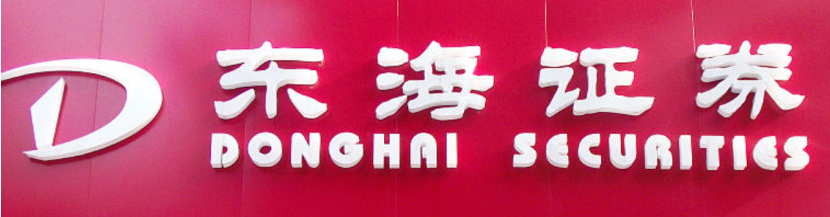 东海证券
DONGHAI SECURITIES